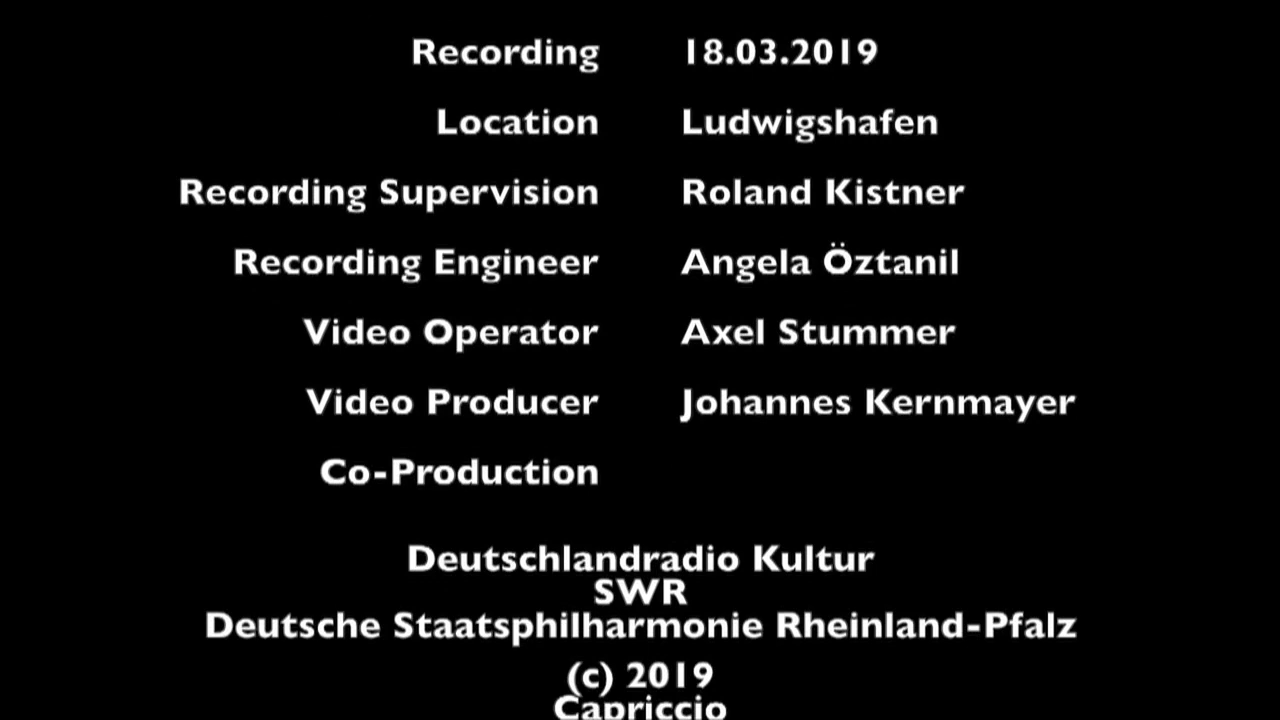 Recording 18.03.2019
Location Ludwigshafen
Recording Supervision Roland Kistner
Recording Engineer Angela Öztanil
Video Operator Axel Stummer
Video Producer Johannes Kernmayer
Co-Production
Deutschlandradio Kultur
SWR
Deutsche Staatsphilharmonie Rheinland-Pfalz
(c) 2019
Capriccio